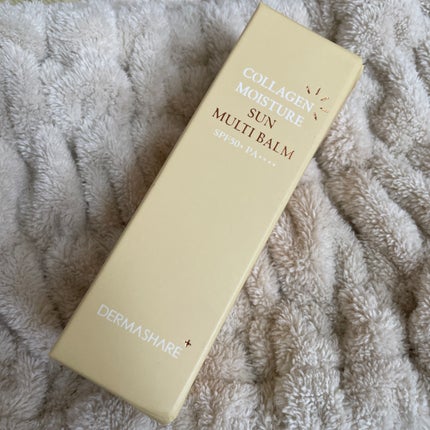 COLLAGEN
MOISTURE
SUN
MULTI BALM
SPF50+ PA++++
DERMASHARE+